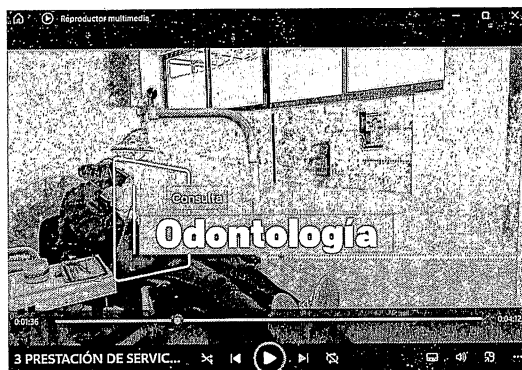 Reproductor multimedia
Consulta
Odontología
0:01:36
0:04:12
3 PRESTACIÓN DE SERVIC...